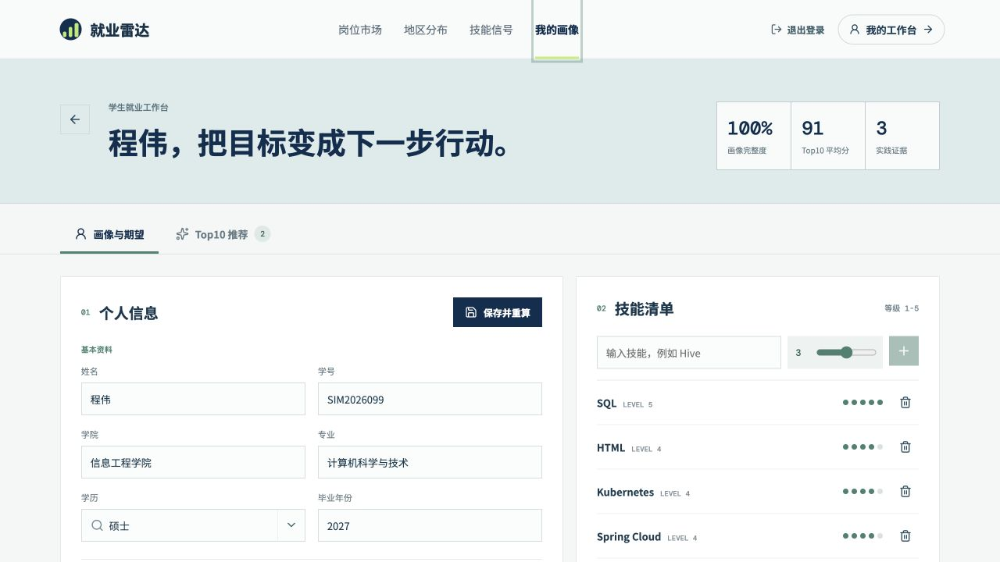 就业雷达
岗位市场
地区分布
技能信号
我的画像
退出登录
我的工作台
学生就业工作台
程伟，把目标变成下一步行动。
100%
画像完整度
91
Top10 平均分
3
实践证据
画像与期望
Top10 推荐 2
01 个人信息
保存并重算
基本资料
姓名
程伟
学号
SIM2026099
学院
信息工程学院
专业
计算机科学与技术
学历
硕士
毕业年份
2027
02 技能清单
等级 1-5
输入技能，例如 Hive
3
SQL LEVEL 5
HTML LEVEL 4
Kubernetes LEVEL 4
Spring Cloud LEVEL 4